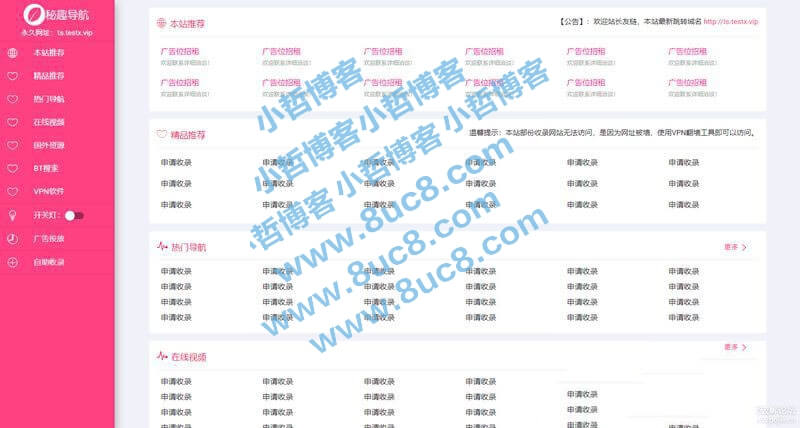 秘趣导航
永久网址：ts.testx.vip
本站推荐
精品推荐
热门导航
在线视频
国外资源
BT搜索
VPN软件
开关灯：
广告投放
自助收录
本站推荐 【公告】：欢迎站长友链，本站最新跳转域名 http://ts.testx.vip
广告位招租 广告位招租 广告位招租 广告位招租 广告位招租 广告位招租
欢迎联系详细洽谈！ 欢迎联系详细洽谈！ 欢迎联系详细洽谈！ 欢迎联系详细洽谈！ 欢迎联系详细洽谈！ 欢迎联系详细洽谈！
广告位招租 广告位招租 广告位招租 广告位招租 广告位招租 广告位招租
欢迎联系详细洽谈！ 欢迎联系详细洽谈！ 欢迎联系详细洽谈！ 欢迎联系详细洽谈！ 欢迎联系详细洽谈！ 欢迎联系详细洽谈！
精品推荐 温馨提示：本站部份收录网站无法访问，是因为网址被墙，使用VPN翻墙工具即可以访问。
申请收录 申请收录 申请收录 申请收录 申请收录 申请收录
申请收录 申请收录 申请收录 申请收录 申请收录 申请收录
申请收录 申请收录 申请收录 申请收录 申请收录 申请收录
热门导航 更多
申请收录 申请收录 申请收录 申请收录 申请收录 申请收录
申请收录 申请收录 申请收录 申请收录 申请收录 申请收录
申请收录 申请收录 申请收录 申请收录 申请收录 申请收录
申请收录 申请收录 申请收录 申请收录 申请收录 申请收录
在线视频 更多
申请收录 申请收录 申请收录 申请收录
申请收录 申请收录 申请收录 申请收录 申请收录
申请收录 申请收录 申请收录 申请收录 申请收录
申请收录 申请收录 申请收录 申请收录 申请收录 申请收录
小哲博客 小哲博客 小哲博客
小哲博客 小哲博客 小哲博客
www.8uc8.com
www.8uc8.com
www.8uc8.com